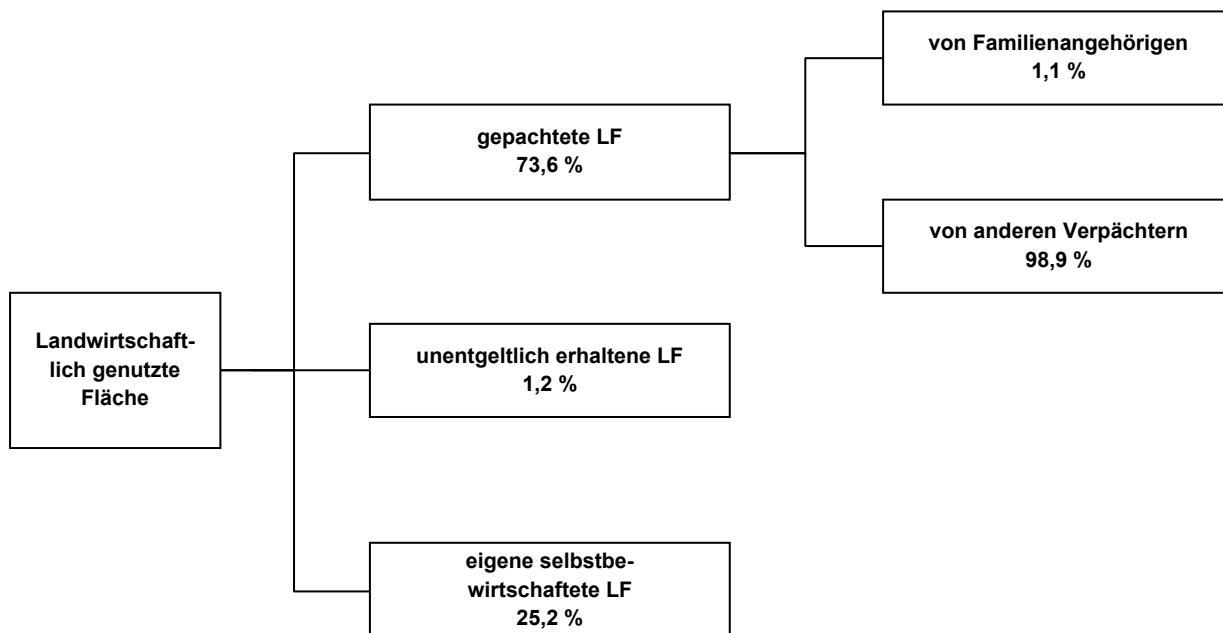 von Familienangehörigen
1,1 %
gepachtete LF
73,6 %
von anderen Verpächtern
98,9 %
Landwirtschaft-
lich genutzte
Fläche
unentgeltlich erhaltene LF
1,2 %
eigene selbstbe-
wirtschaftete LF
25,2 %